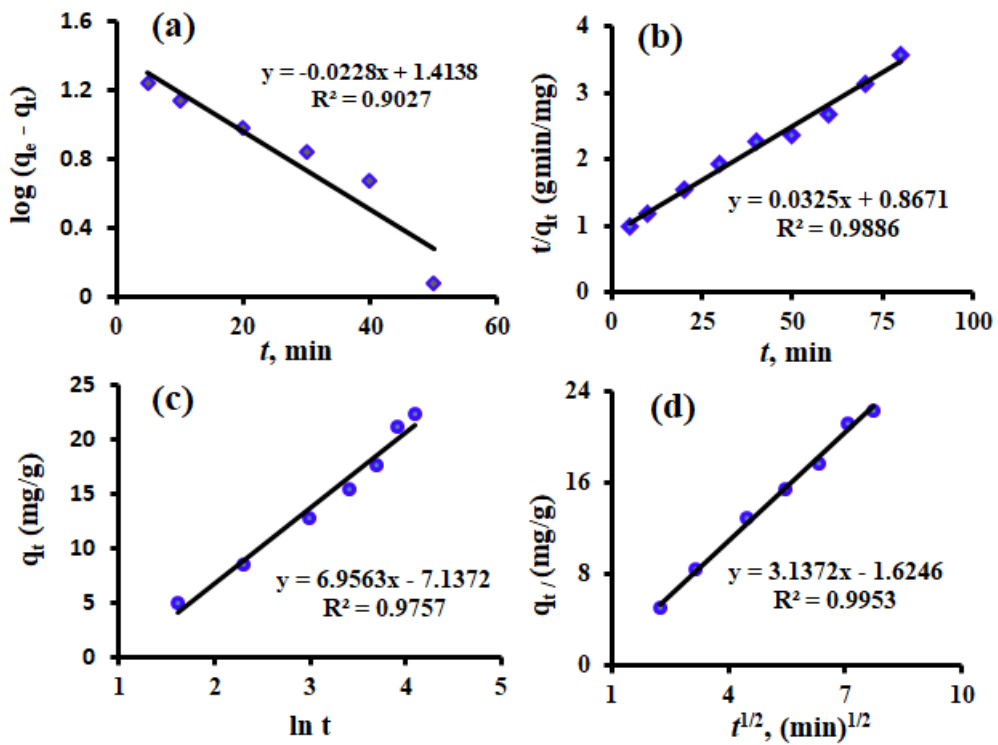 (a)
log (qₑ – qₜ)
1.6
1.2
0.8
0.4
0
y = -0.0228x + 1.4138
R² = 0.9027
0 20 40 60
t, min
(b)
t/qₜ (gmin/mg)
4
3
2
1
0
y = 0.0325x + 0.8671
R² = 0.9886
0 25 50 75 100
t, min
(c)
qₜ (mg/g)
25
20
15
10
5
0
y = 6.9563x - 7.1372
R² = 0.9757
1 2 3 4 5
ln t
(d)
qₜ / (mg/g)
24
16
8
0
y = 3.1372x - 1.6246
R² = 0.9953
1 4 7 10
t¹ᐟ², (min)¹ᐟ²